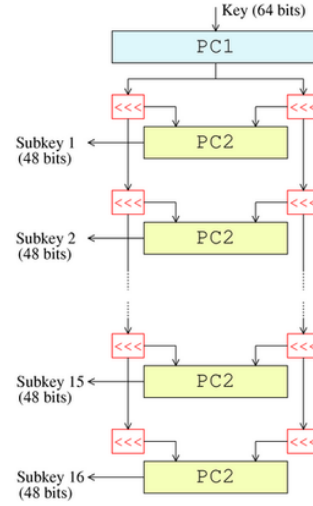 Key (64 bits)
PC1
<<< <<<
PC2
Subkey 1
(48 bits)
<<< <<<
PC2
Subkey 2
(48 bits)
<<< <<<
PC2
Subkey 15
(48 bits)
<<< <<<
PC2
Subkey 16
(48 bits)